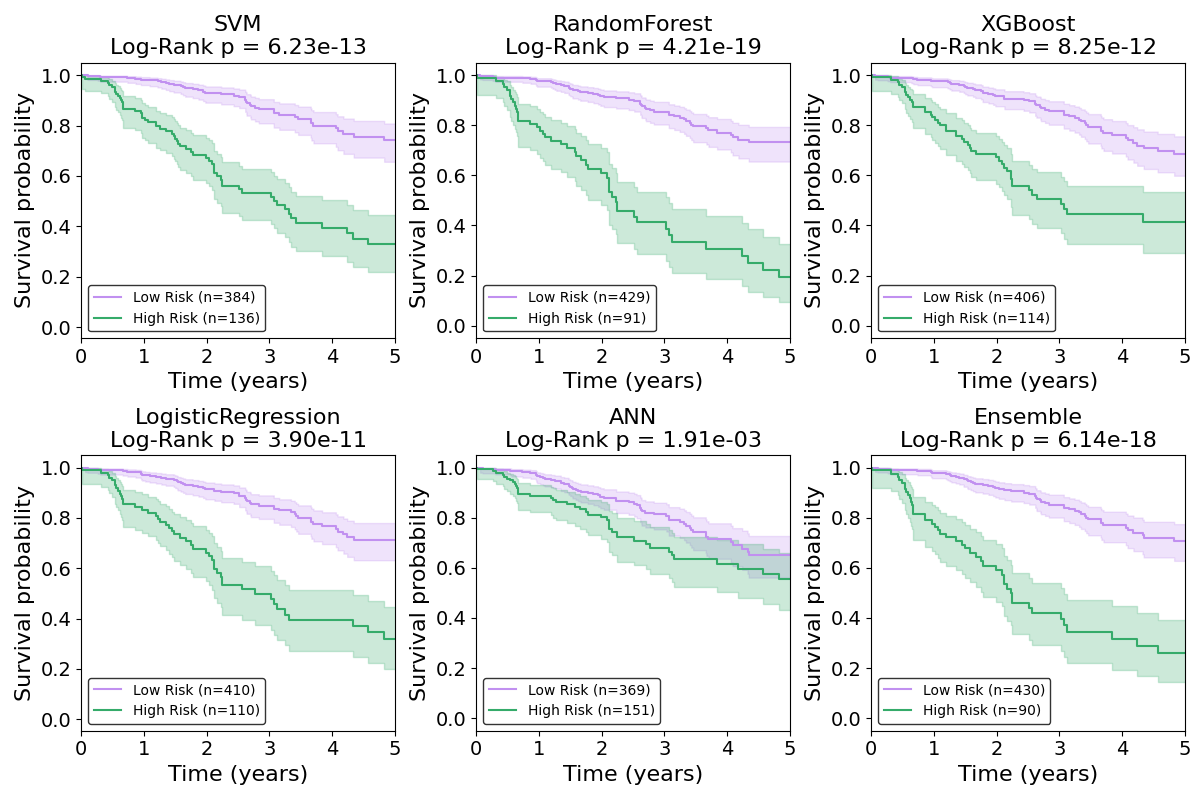 SVM
Log-Rank p = 6.23e-13
Survival probability
1.0
0.8
0.6
0.4
0.2
0.0
Low Risk (n=384)
High Risk (n=136)
0 1 2 3 4 5
Time (years)
RandomForest
Log-Rank p = 4.21e-19
Survival probability
1.0
0.8
0.6
0.4
0.2
0.0
Low Risk (n=429)
High Risk (n=91)
0 1 2 3 4 5
Time (years)
XGBoost
Log-Rank p = 8.25e-12
Survival probability
1.0
0.8
0.6
0.4
0.2
0.0
Low Risk (n=406)
High Risk (n=114)
0 1 2 3 4 5
Time (years)
LogisticRegression
Log-Rank p = 3.90e-11
Survival probability
1.0
0.8
0.6
0.4
0.2
0.0
Low Risk (n=410)
High Risk (n=110)
0 1 2 3 4 5
Time (years)
ANN
Log-Rank p = 1.91e-03
Survival probability
1.0
0.8
0.6
0.4
0.2
0.0
Low Risk (n=369)
High Risk (n=151)
0 1 2 3 4 5
Time (years)
Ensemble
Log-Rank p = 6.14e-18
Survival probability
1.0
0.8
0.6
0.4
0.2
0.0
Low Risk (n=430)
High Risk (n=90)
0 1 2 3 4 5
Time (years)